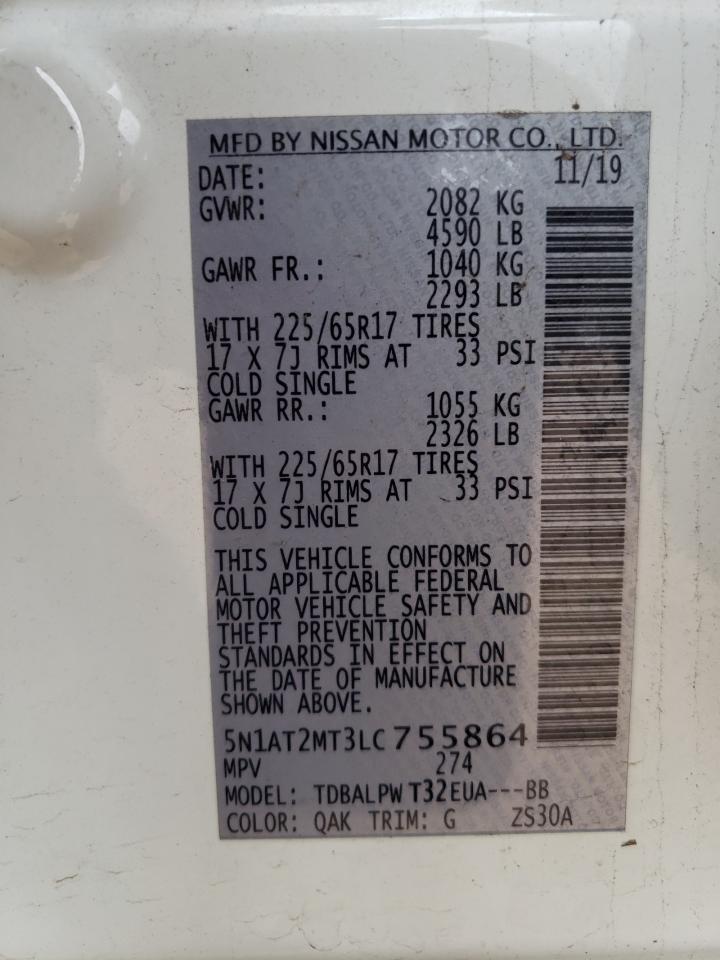 MFD BY NISSAN MOTOR CO., LTD.
DATE: 11/19
GVWR: 2082 KG
4590 LB
GAWR FR.: 1040 KG
2293 LB
WITH 225/65R17 TIRES
17 X 7J RIMS AT 33 PSI
COLD SINGLE
GAWR RR.: 1055 KG
2326 LB
WITH 225/65R17 TIRES
17 X 7J RIMS AT 33 PSI
COLD SINGLE
THIS VEHICLE CONFORMS TO
ALL APPLICABLE FEDERAL
MOTOR VEHICLE SAFETY AND
THEFT PREVENTION
STANDARDS IN EFFECT ON
THE DATE OF MANUFACTURE
SHOWN ABOVE.
5N1AT2MT3LC755864
MPV 274
MODEL: TDBALPW T32EUA---BB
COLOR: QAK TRIM: G ZS30A